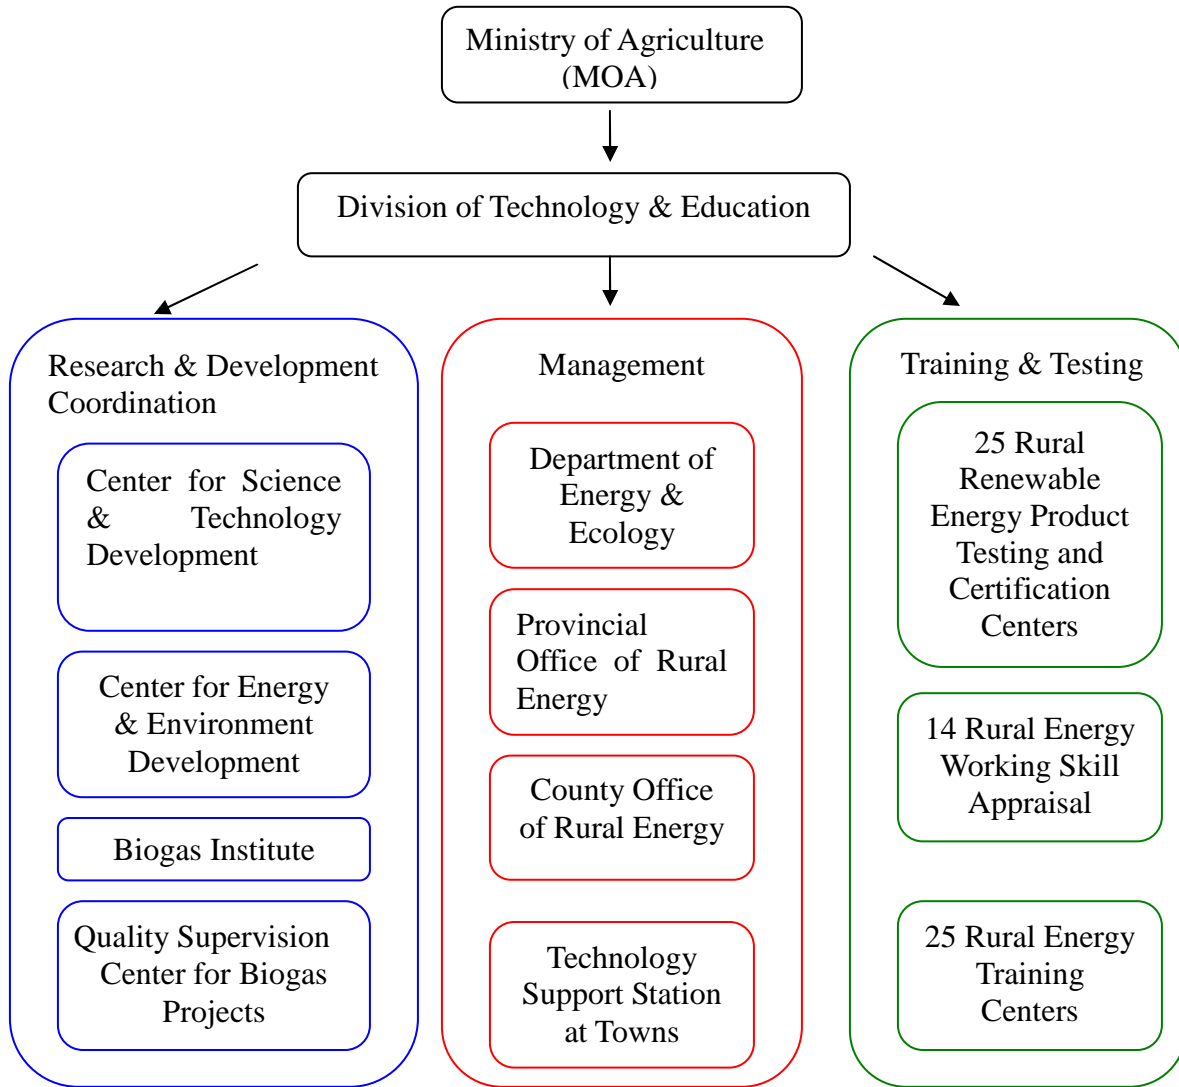 Ministry of Agriculture
(MOA)
Division of Technology & Education
Research & Development
Coordination
Center for Science
& Technology
Development
Center for Energy
& Environment
Development
Biogas Institute
Quality Supervision
Center for Biogas
Projects
Management
Department of
Energy &
Ecology
Provincial
Office of Rural
Energy
County Office
of Rural Energy
Technology
Support Station
at Towns
Training & Testing
25 Rural
Renewable
Energy Product
Testing and
Certification
Centers
14 Rural Energy
Working Skill
Appraisal
25 Rural Energy
Training
Centers